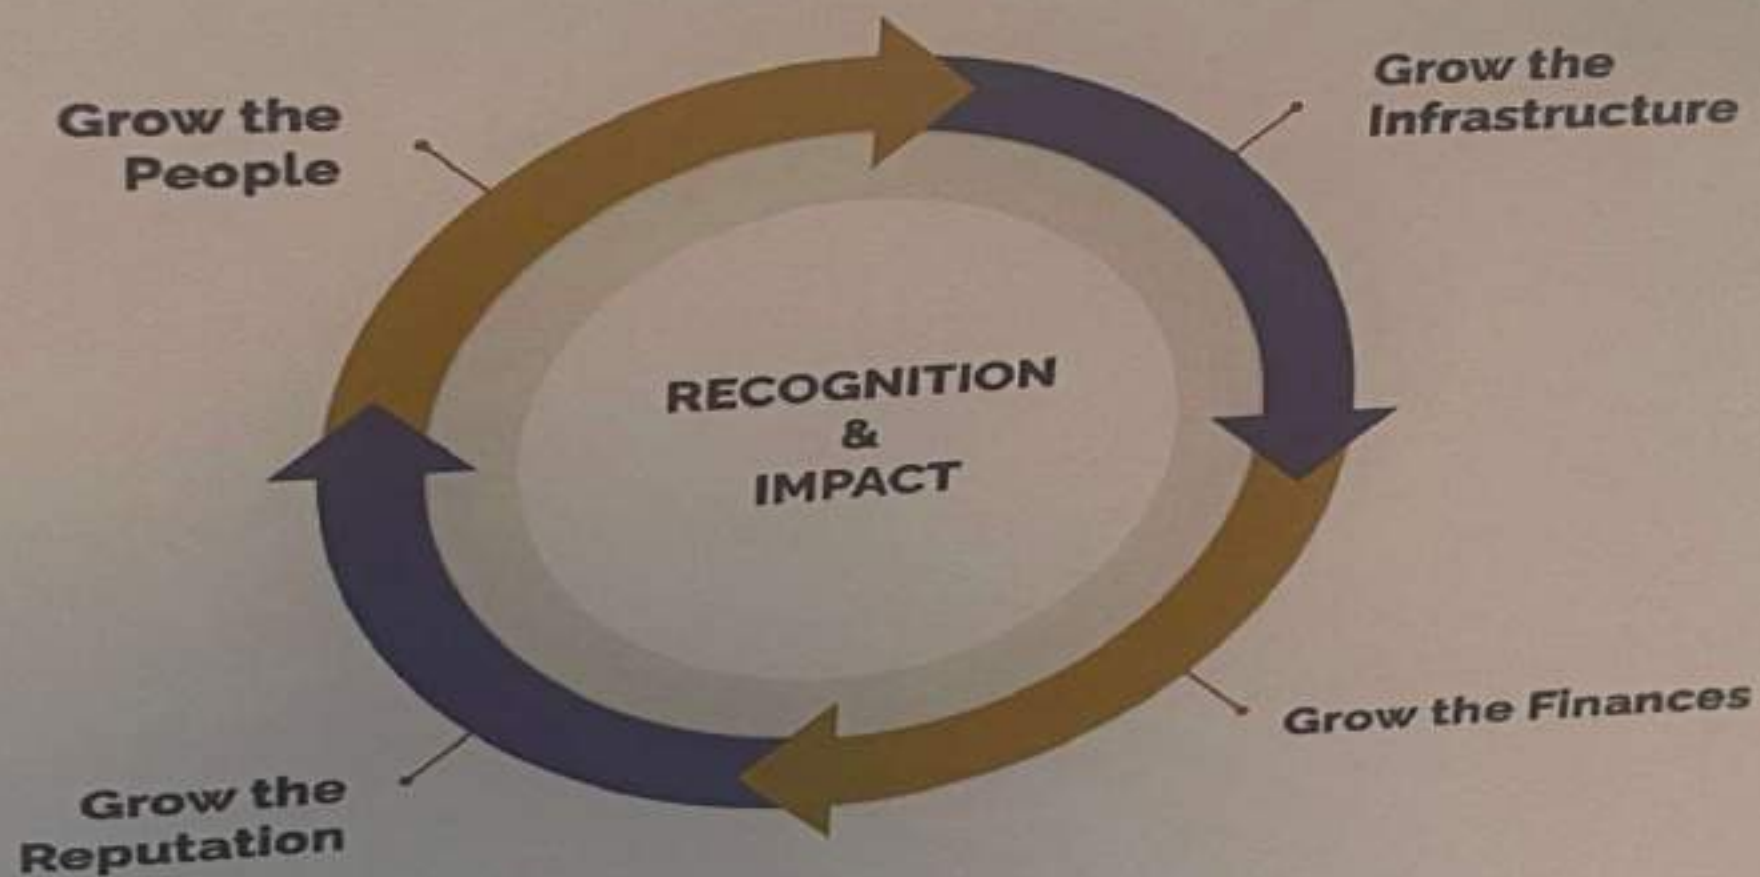 Grow the
People
Grow the
Infrastructure
RECOGNITION
&
IMPACT
Grow the Finances
Grow the
Reputation